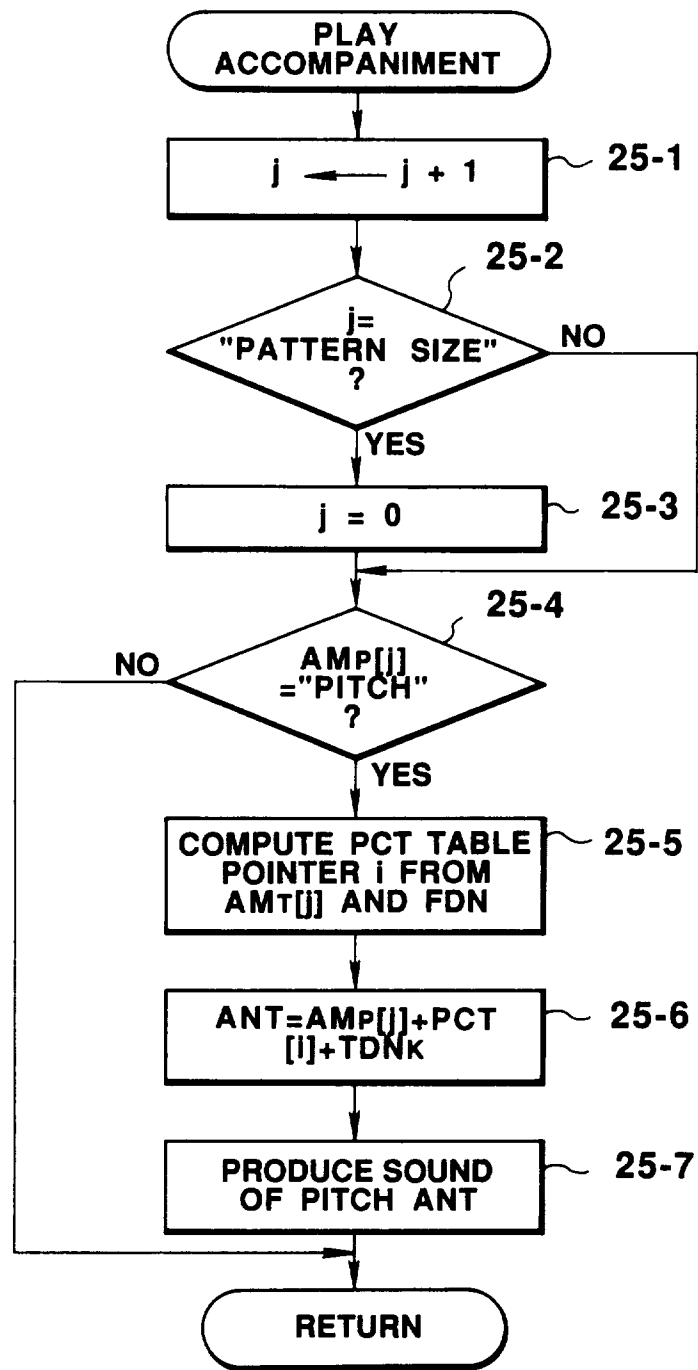 PLAY
ACCOMPANIMENT
j ← j + 1
25-1
25-2
j=
"PATTERN SIZE"
?
NO
YES
j = 0
25-3
25-4
NO
AMP[j]
="PITCH"
?
YES
COMPUTE PCT TABLE
POINTER i FROM
AMT[j] AND FDN
25-5
ANT=AMP[j]+PCT
[i]+TDNK
25-6
PRODUCE SOUND
OF PITCH ANT
25-7
RETURN